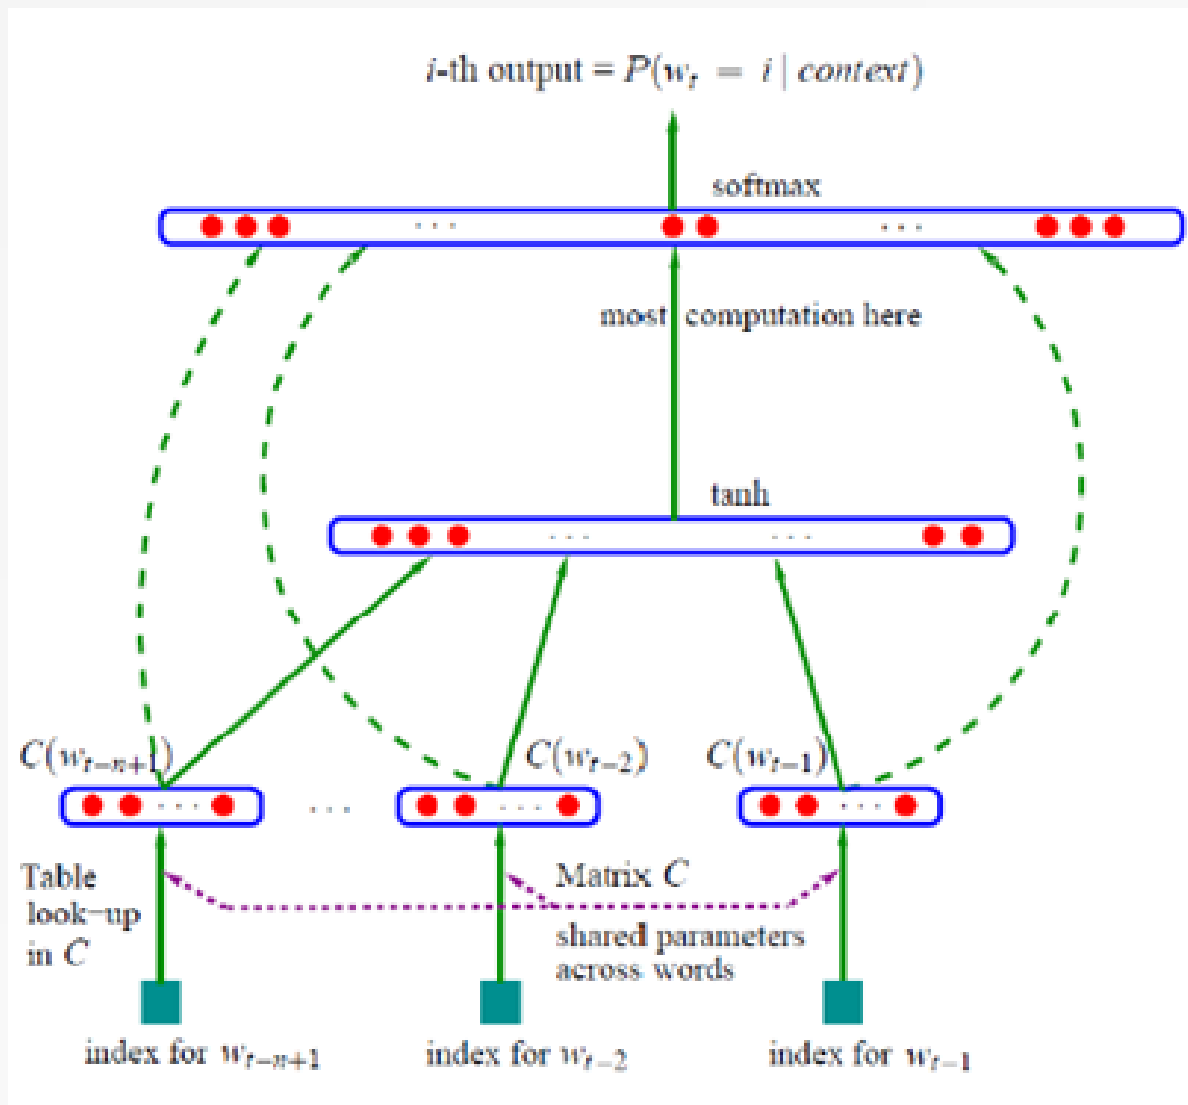 i-th output = P(w_t = i | context)
softmax
...
...
most computation here
tanh
...
...
C(w_{t−n+1})
C(w_{t−2})
C(w_{t−1})
...
...
...
...
Table
look−up
in C
Matrix C
shared parameters
across words
index for w_{t−n+1}
index for w_{t−2}
index for w_{t−1}